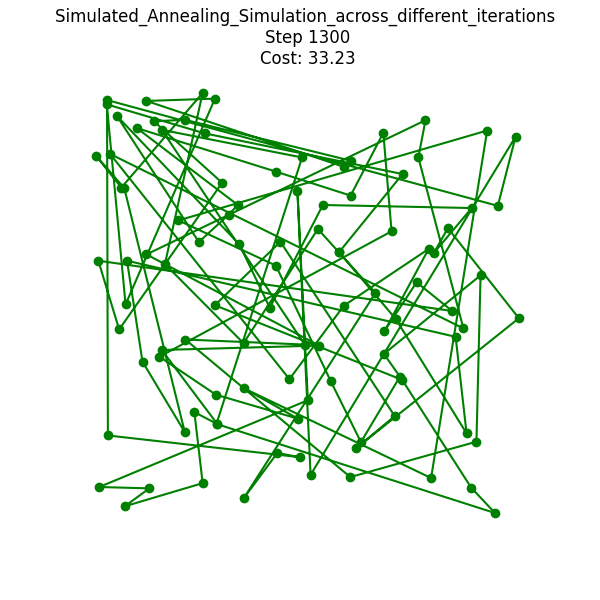 Simulated_Annealing_Simulation_across_different_iterations
Step 1300
Cost: 33.23